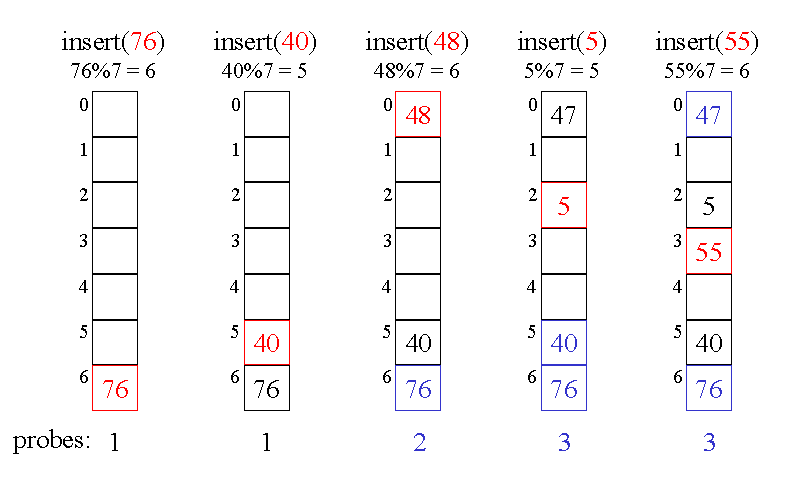 insert(76) insert(40) insert(48) insert(5) insert(55)
76%7 = 6 40%7 = 5 48%7 = 6 5%7 = 5 55%7 = 6
0 0 0 48 0 47 0 47
1 1 1 1 1
2 2 2 2 5 2 5
3 3 3 3 3 55
4 4 4 4 4
5 5 40 5 40 5 40 5 40
6 76 6 76 6 76 6 76 6 76
probes: 1 1 2 3 3